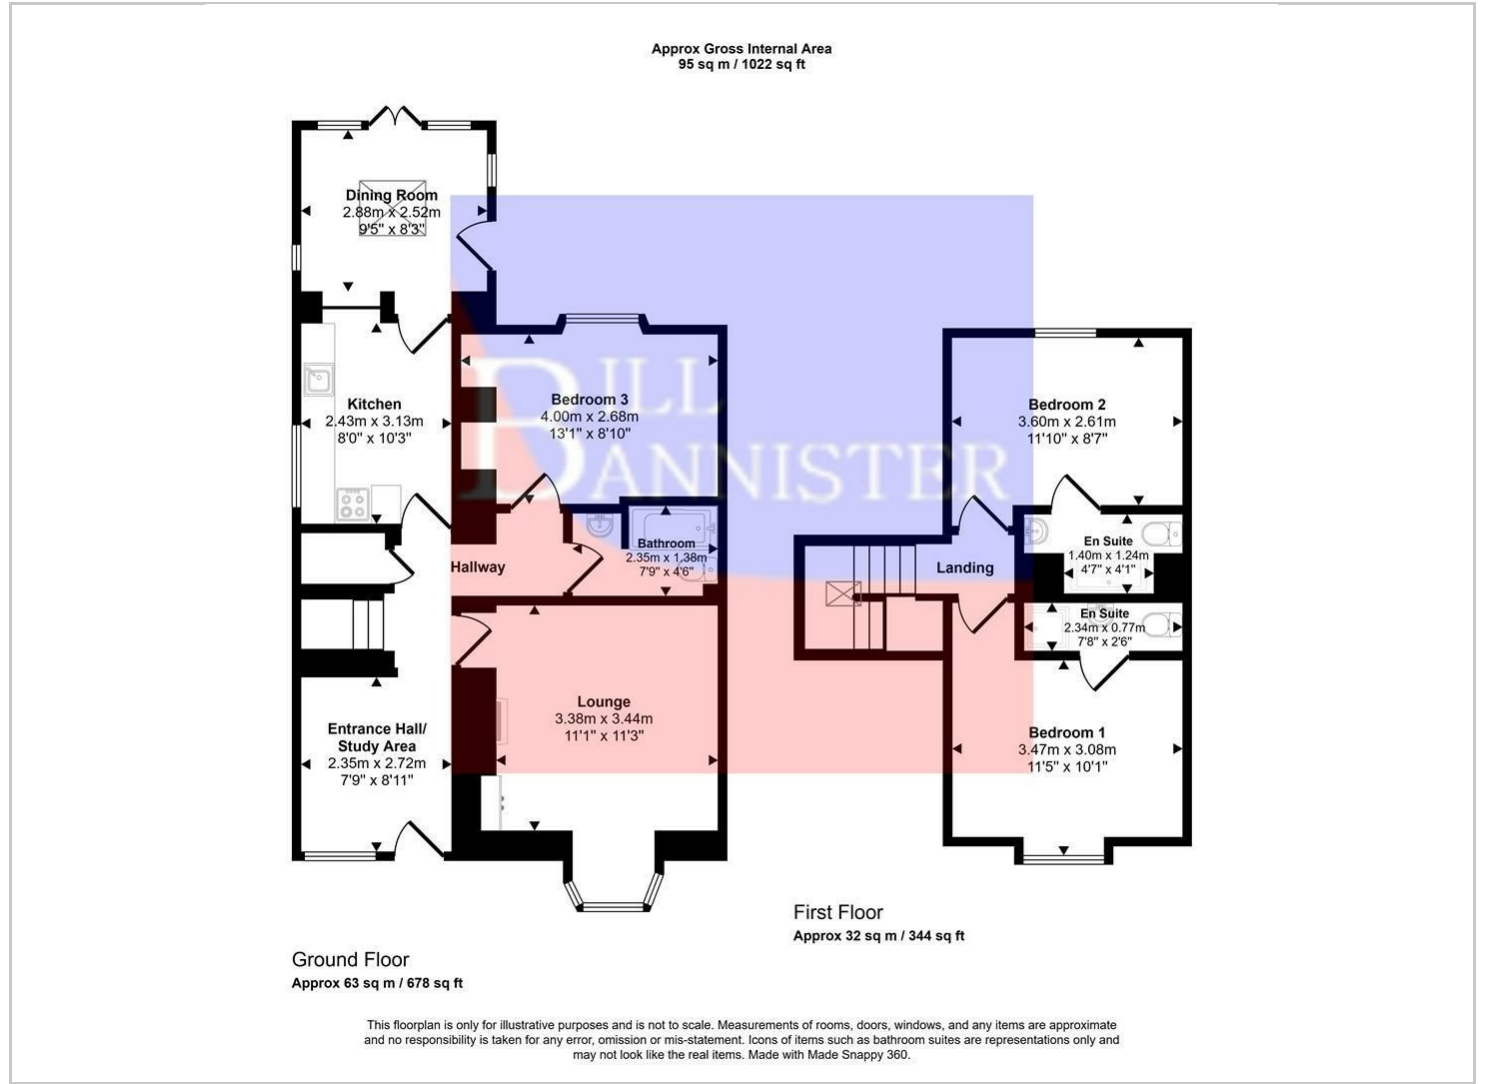 Approx Gross Internal Area
95 sq m / 1022 sq ft
Dining Room
2.88m x 2.52m
9'5" x 8'3"
Kitchen
2.43m x 3.13m
8'0" x 10'3"
Bedroom 3
4.00m x 2.68m
13'1" x 8'10"
BILL
BANNISTER
Bathroom
2.35m x 1.38m
7'9" x 4'6"
Hallway
Lounge
3.38m x 3.44m
11'1" x 11'3"
Entrance Hall/
Study Area
2.35m x 2.72m
7'9" x 8'11"
Bedroom 2
3.60m x 2.61m
11'10" x 8'7"
En Suite
1.40m x 1.24m
4'7" x 4'1"
Landing
En Suite
2.34m x 0.77m
7'8" x 2'6"
Bedroom 1
3.47m x 3.08m
11'5" x 10'1"
First Floor
Approx 32 sq m / 344 sq ft
Ground Floor
Approx 63 sq m / 678 sq ft
This floorplan is only for illustrative purposes and is not to scale. Measurements of rooms, doors, windows, and any items are approximate
and no responsibility is taken for any error, omission or mis-statement. Icons of items such as bathroom suites are representations only and
may not look like the real items. Made with Made Snappy 360.